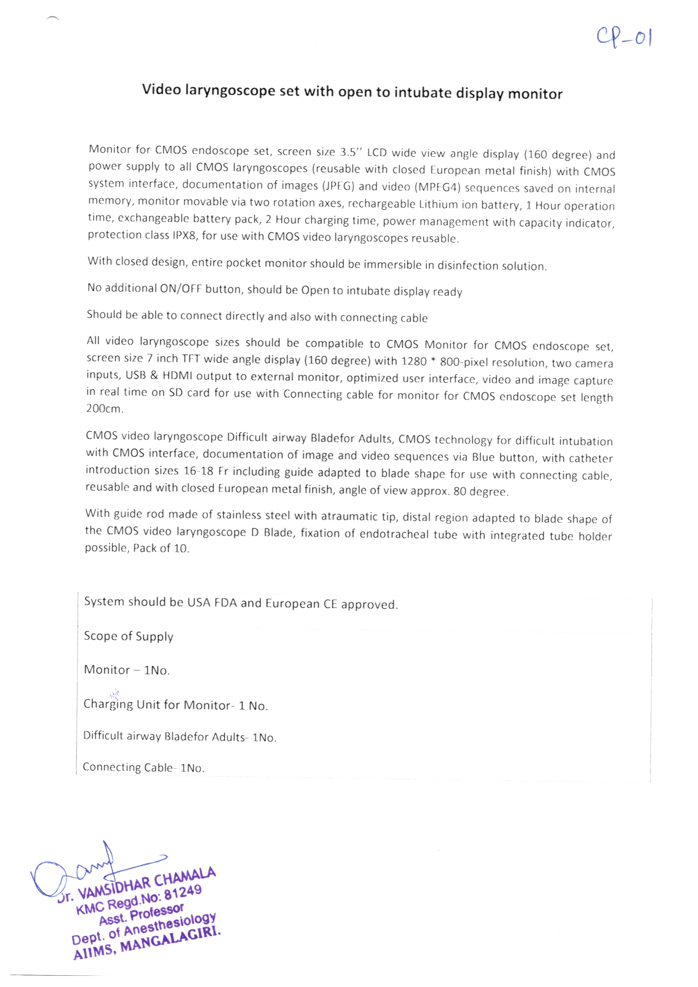 CP-01
Video laryngoscope set with open to intubate display monitor
Monitor for CMOS endoscope set, screen size 3.5'' LCD wide view angle display (160 degree) and
power supply to all CMOS laryngoscopes (reusable with closed European metal finish) with CMOS
system interface, documentation of images (JPEG) and video (MPEG4) sequences saved on internal
memory, monitor movable via two rotation axes, rechargeable Lithium ion battery, 1 Hour operation
time, exchangeable battery pack, 2 Hour charging time, power management with capacity indicator,
protection class IPX8, for use with CMOS video laryngoscopes reusable.
With closed design, entire pocket monitor should be immersible in disinfection solution.
No additional ON/OFF button, should be Open to intubate display ready
Should be able to connect directly and also with connecting cable
All video laryngoscope sizes should be compatible to CMOS Monitor for CMOS endoscope set,
screen size 7 inch TFT wide angle display (160 degree) with 1280 * 800-pixel resolution, two camera
inputs, USB & HDMI output to external monitor, optimized user interface, video and image capture
in real time on SD card for use with Connecting cable for monitor for CMOS endoscope set length
200cm.
CMOS video laryngoscope Difficult airway Bladefor Adults, CMOS technology for difficult intubation
with CMOS interface, documentation of image and video sequences via Blue button, with catheter
introduction sizes 16-18 Fr including guide adapted to blade shape for use with connecting cable,
reusable and with closed European metal finish, angle of view approx. 80 degree.
With guide rod made of stainless steel with atraumatic tip, distal region adapted to blade shape of
the CMOS video laryngoscope D Blade, fixation of endotracheal tube with integrated tube holder
possible, Pack of 10.
System should be USA FDA and European CE approved.
Scope of Supply
Monitor – 1No.
Charging Unit for Monitor- 1 No.
Difficult airway Bladefor Adults- 1No.
Connecting Cable- 1No.
Dr. VAMSIDHAR CHAMALA
KMC Regd.No: 81249
Asst. Professor
Dept. of Anesthesiology
AIIMS, MANGALAGIRI.